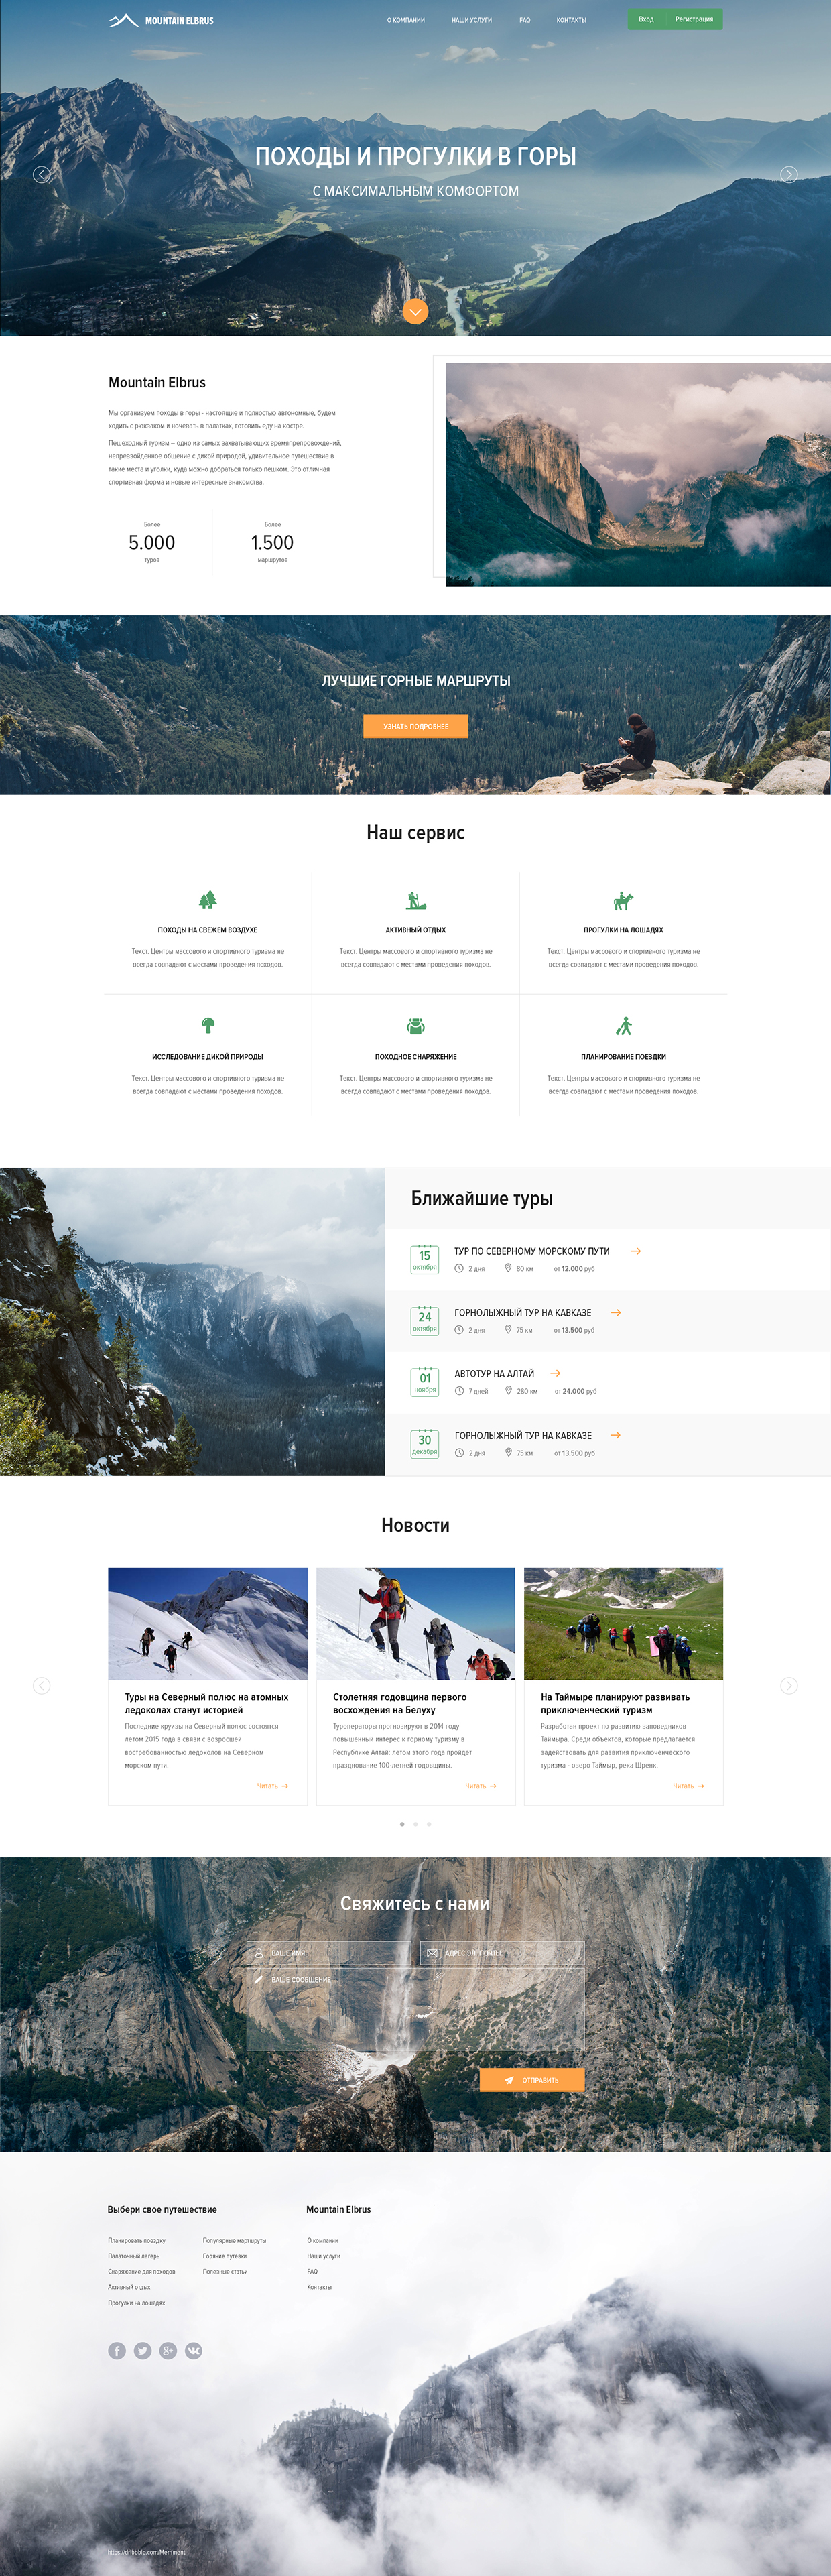 MOUNTAIN ELBRUS
О КОМПАНИИ
НАШИ УСЛУГИ
FAQ
КОНТАКТЫ
Вход
Регистрация
ПОХОДЫ И ПРОГУЛКИ В ГОРЫ
С МАКСИМАЛЬНЫМ КОМФОРТОМ
Mountain Elbrus
Мы организуем походы в горы - настоящие и полностью автономные, будем
ходить с рюкзаком и ночевать в палатках, готовить еду на костре.
Пешеходный туризм – одно из самых захватывающих времяпрепровождений,
непревзойденное общение с дикой природой, удивительное путешествие в
такие места и уголки, куда можно добраться только пешком. Это отличная
спортивная форма и новые интересные знакомства.
Более
5.000
туров
Более
1.500
маршрутов
ЛУЧШИЕ ГОРНЫЕ МАРШРУТЫ
УЗНАТЬ ПОДРОБНЕЕ
Наш сервис
ПОХОДЫ НА СВЕЖЕМ ВОЗДУХЕ
Текст. Центры массового и спортивного туризма не
всегда совпадают с местами проведения походов.
АКТИВНЫЙ ОТДЫХ
Текст. Центры массового и спортивного туризма не
всегда совпадают с местами проведения походов.
ПРОГУЛКИ НА ЛОШАДЯХ
Текст. Центры массового и спортивного туризма не
всегда совпадают с местами проведения походов.
ИССЛЕДОВАНИЕ ДИКОЙ ПРИРОДЫ
Текст. Центры массового и спортивного туризма не
всегда совпадают с местами проведения походов.
ПОХОДНОЕ СНАРЯЖЕНИЕ
Текст. Центры массового и спортивного туризма не
всегда совпадают с местами проведения походов.
ПЛАНИРОВАНИЕ ПОЕЗДКИ
Текст. Центры массового и спортивного туризма не
всегда совпадают с местами проведения походов.
Ближайшие туры
15
октября
ТУР ПО СЕВЕРНОМУ МОРСКОМУ ПУТИ
2 дня
80 км
от 12.000 руб
24
октября
ГОРНОЛЫЖНЫЙ ТУР НА КАВКАЗЕ
2 дня
75 км
от 13.500 руб
01
ноября
АВТОТУР НА АЛТАЙ
7 дней
280 км
от 24.000 руб
30
декабря
ГОРНОЛЫЖНЫЙ ТУР НА КАВКАЗЕ
2 дня
75 км
от 13.500 руб
Новости
Туры на Северный полюс на атомных
ледоколах станут историей
Последние круизы на Северный полюс состоятся
летом 2015 года в связи с возросшей
востребованностью ледоколов на Северном
морском пути.
Читать
Столетняя годовщина первого
восхождения на Белуху
Туроператоры прогнозируют в 2014 году
повышенный интерес к горному туризму в
Республике Алтай: летом этого года пройдет
празднование 100-летней годовщины.
Читать
На Таймыре планируют развивать
приключенческий туризм
Разработан проект по развитию заповедников
Таймыра. Среди объектов, которые предлагается
задействовать для развития приключенческого
туризма - озеро Таймыр, река Шренк.
Читать
Свяжитесь с нами
ВАШЕ ИМЯ
АДРЕС ЭЛ. ПОЧТЫ
ВАШЕ СООБЩЕНИЕ
ОТПРАВИТЬ
Выбери свое путешествие
Планировать поездку
Палаточный лагерь
Снаряжение для походов
Активный отдых
Прогулки на лошадях
Популярные мартшруты
Горячие путевки
Полезные статьи
Mountain Elbrus
О компании
Наши услуги
FAQ
Контакты
https://dribbble.com/Merriment